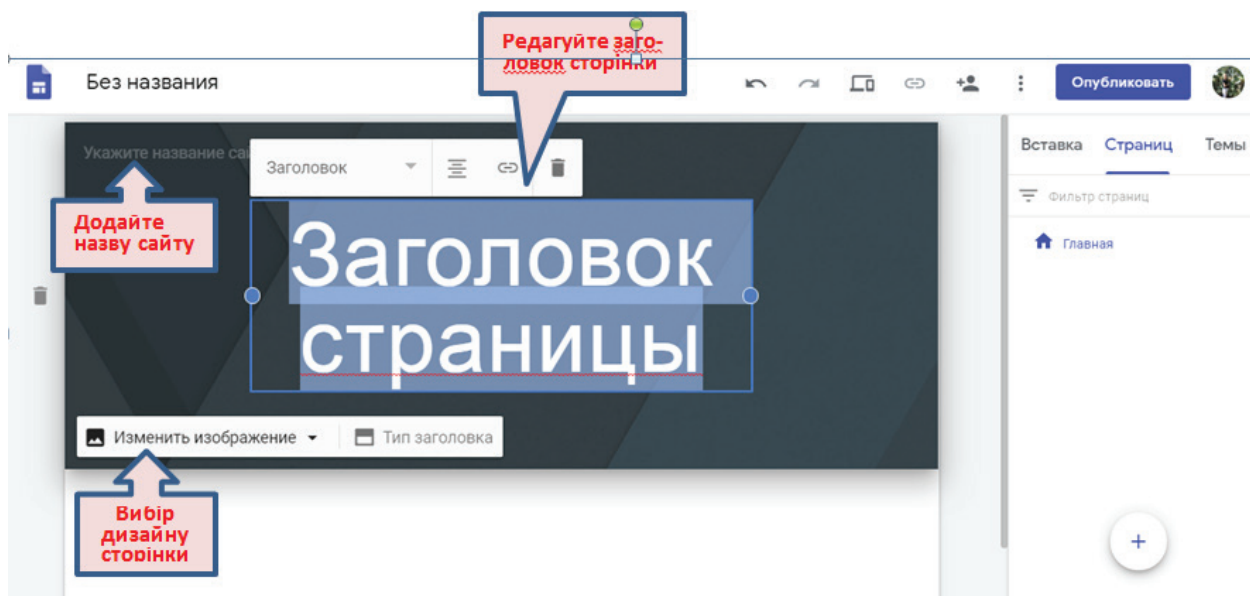 Редагуйте заго-
ловок сторінки
Без названия
Опубликовать
Вставка Страниц Темы
Укажите название сай
Заголовок
Фильтр страниц
Додайте
назву сайту
Главная
Заголовок
страницы
Изменить изображение
Тип заголовка
Вибір
дизайну
сторінки